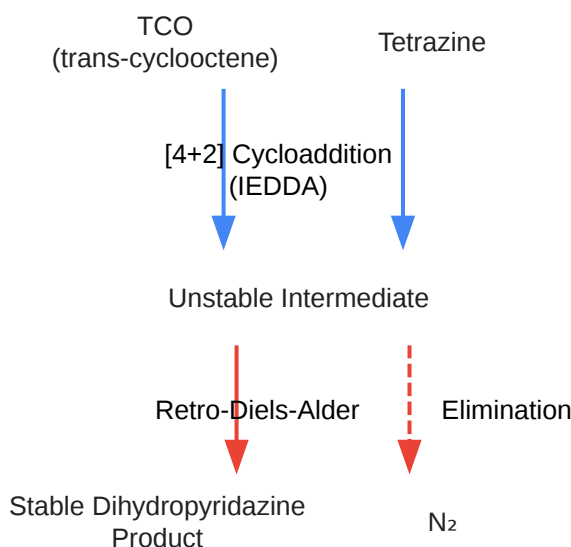 TCO
(trans-cyclooctene)
Tetrazine
[4+2] Cycloaddition
(IEDDA)
Unstable Intermediate
Retro-Diels-Alder
Elimination
Stable Dihydropyridazine
Product
N₂